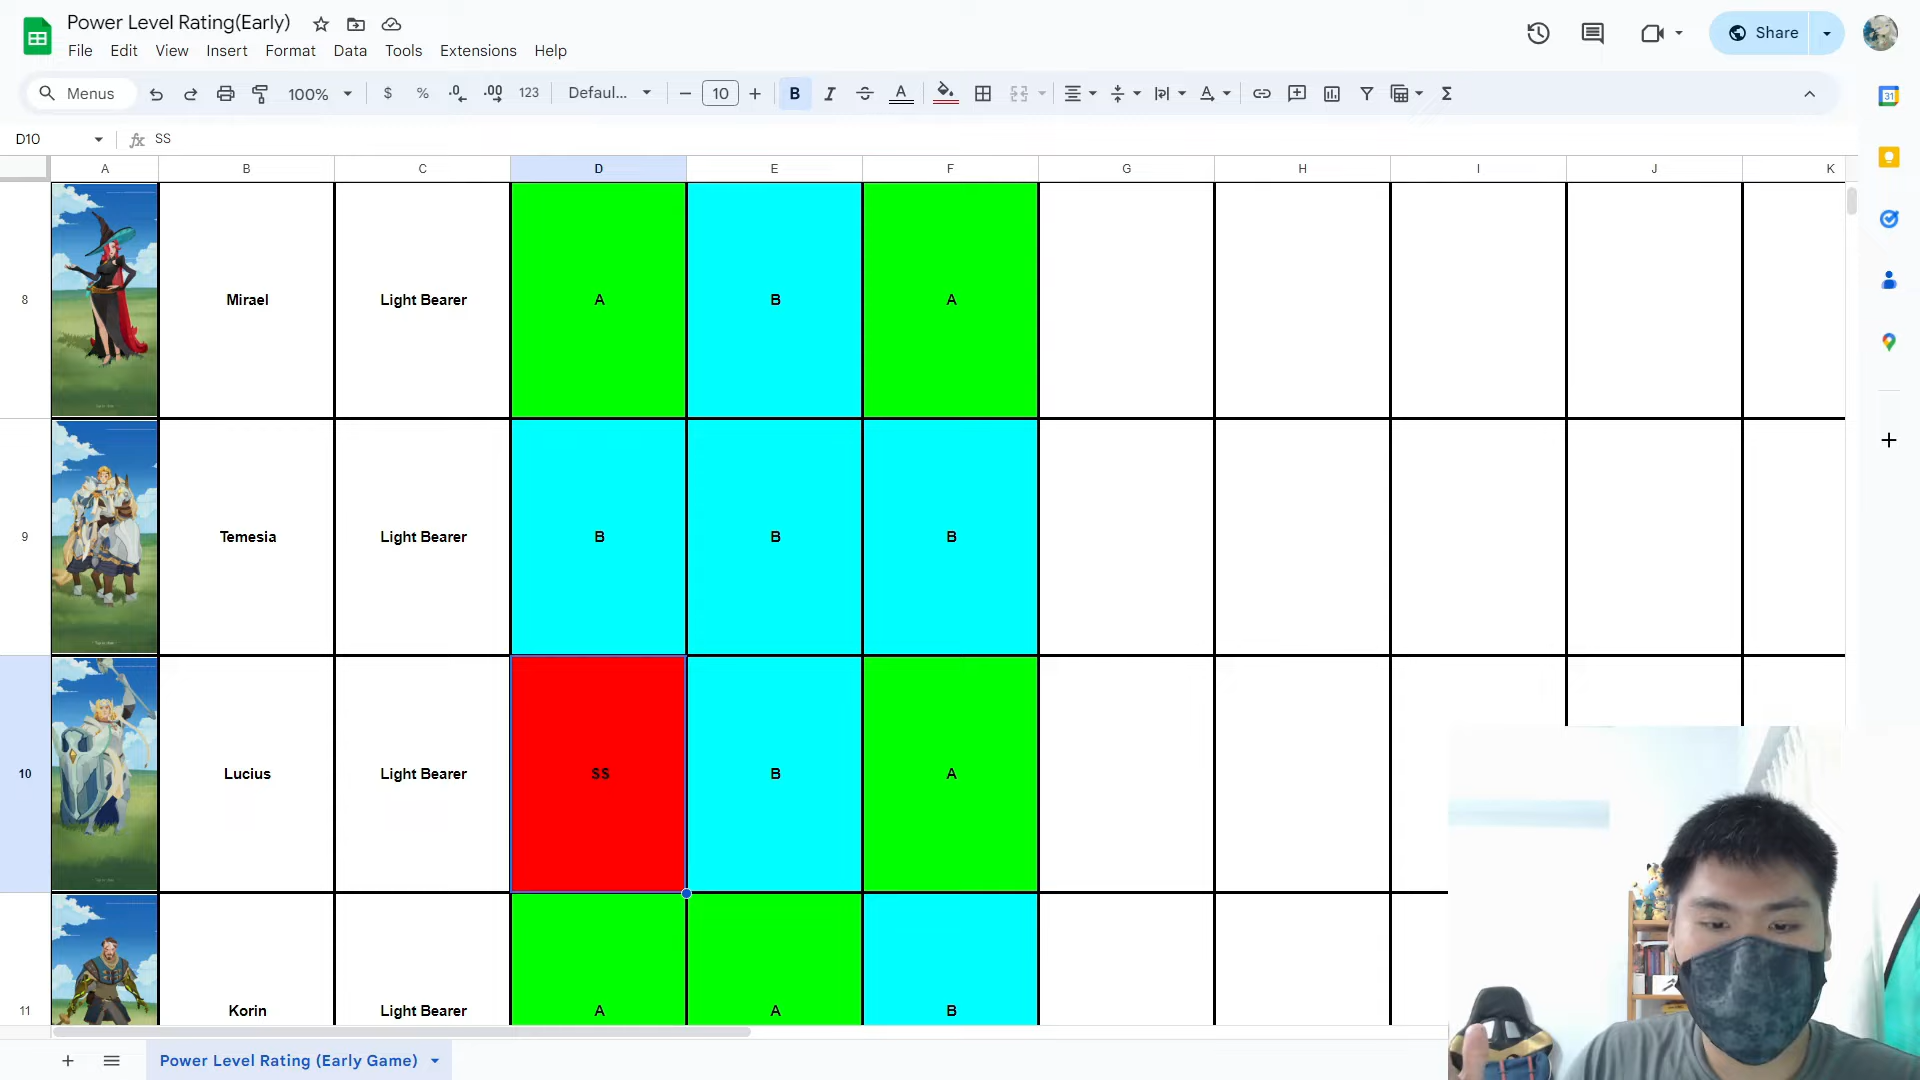 Power Level Rating(Early)
File Edit View Insert Format Data Tools Extensions Help
Share
Menus 100% $ % .0 .00 123 Defaul... 10 B I A Σ
D10 fx SS
A B C D E F G H I J K
8 Mirael Light Bearer A B A
9 Temesia Light Bearer B B B
10 Lucius Light Bearer SS B A
11 Korin Light Bearer A A B
Power Level Rating (Early Game)
31